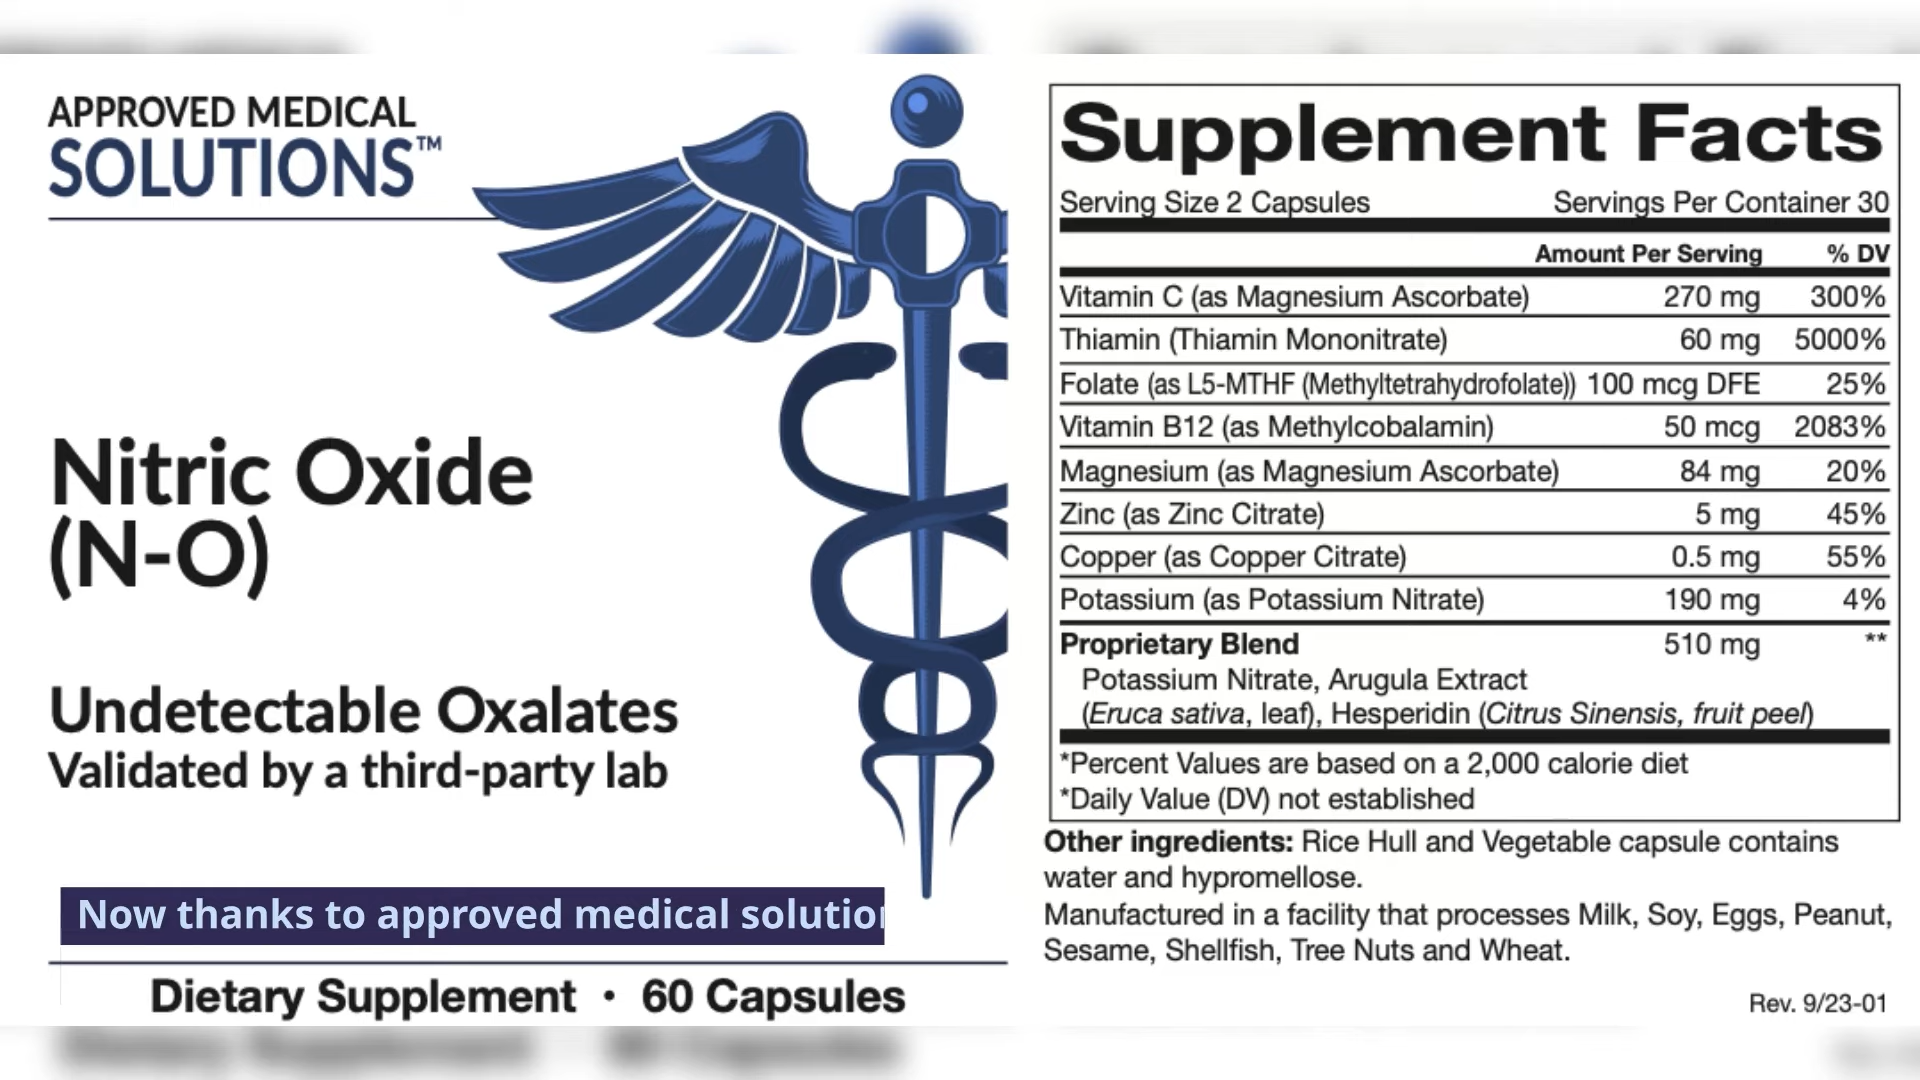 APPROVED MEDICAL
SOLUTIONS™
Nitric Oxide
(N-O)
Undetectable Oxalates
Validated by a third-party lab
Now thanks to approved medical
Dietary Supplement · 60 Capsules
Supplement Facts
Serving Size 2 Capsules Servings Per Container 30
Amount Per Serving % DV
Vitamin C (as Magnesium Ascorbate) 270 mg 300%
Thiamin (Thiamin Mononitrate) 60 mg 5000%
Folate (as L5-MTHF (Methyltetrahydrofolate)) 100 mcg DFE 25%
Vitamin B12 (as Methylcobalamin) 50 mcg 2083%
Magnesium (as Magnesium Ascorbate) 84 mg 20%
Zinc (as Zinc Citrate) 5 mg 45%
Copper (as Copper Citrate) 0.5 mg 55%
Potassium (as Potassium Nitrate) 190 mg 4%
Proprietary Blend 510 mg **
Potassium Nitrate, Arugula Extract
(Eruca sativa, leaf), Hesperidin (Citrus Sinensis, fruit peel)
*Percent Values are based on a 2,000 calorie diet
*Daily Value (DV) not established
Other ingredients: Rice Hull and Vegetable capsule contains
water and hypromellose.
Manufactured in a facility that processes Milk, Soy, Eggs, Peanut,
Sesame, Shellfish, Tree Nuts and Wheat.
Rev. 9/23-01